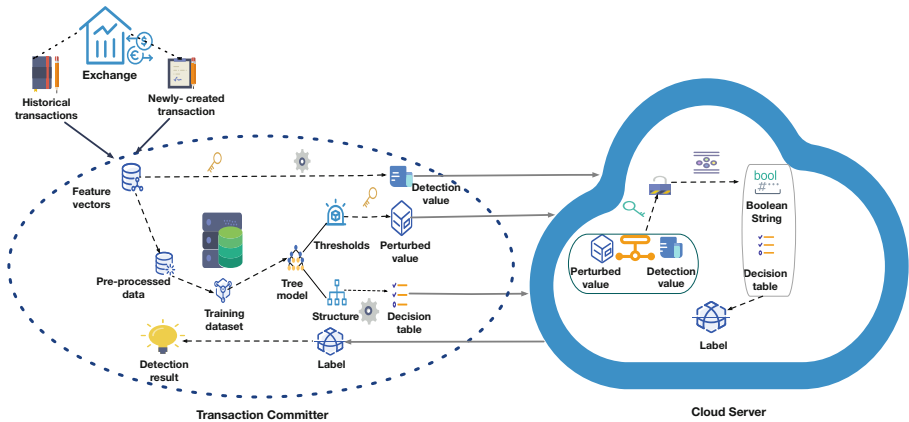 Exchange
Historical
transactions
Newly- created
transaction
Feature
vectors
Detection
value
Thresholds
Perturbed
value
Pre-processed
data
Training
dataset
Tree
model
Structure
Decision
table
Detection
result
Label
Transaction Committer
bool
#
Boolean
String
Perturbed
value
Detection
value
Decision
table
Label
Cloud Server